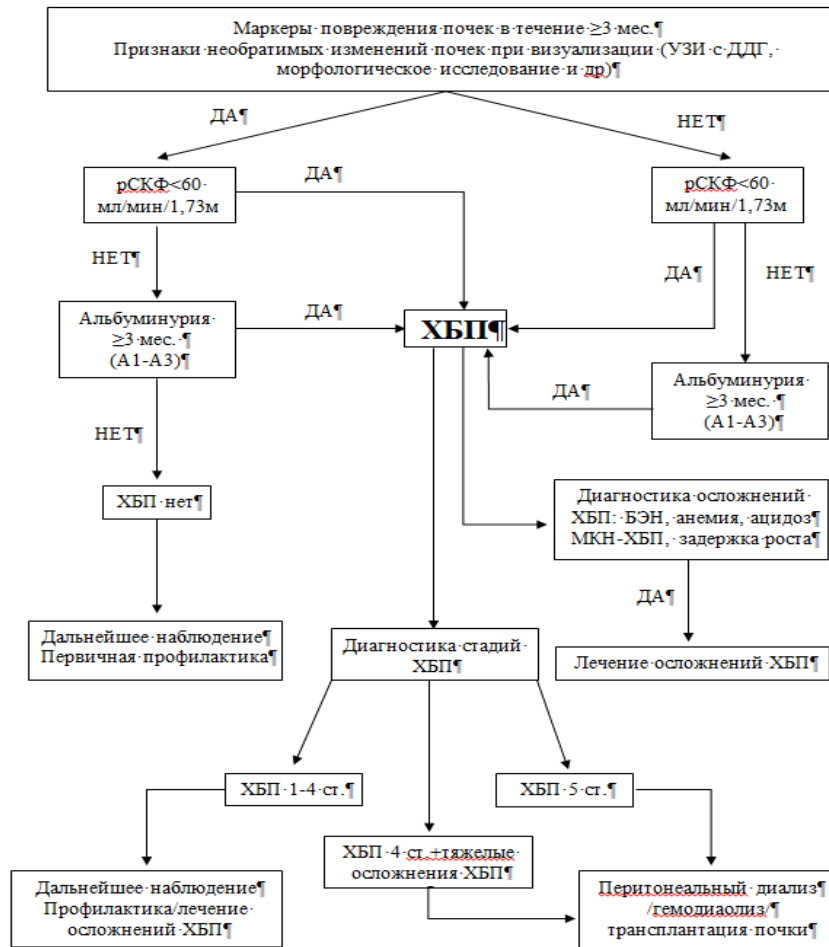 Маркеры повреждения почек в течение ≥3 мес.¶
Признаки необратимых изменений почек при визуализации (УЗИ с ДДГ,
морфологическое исследование и др)¶
ДА¶
НЕТ¶
рСКФ<60
мл/мин/1,73м
ДА¶
рСКФ<60
мл/мин/1,73м
НЕТ¶
ДА¶
НЕТ¶
Альбуминурия
≥3 мес. ¶
(А1-А3)¶
ДА¶
ХБП¶
Альбуминурия
≥3 мес. ¶
(А1-А3)¶
ДА¶
НЕТ¶
ХБП нет¶
Диагностика осложнений
ХБП: БЭН, анемия, ацидоз¶
МКН-ХБП, задержка роста¶
ДА¶
Дальнейшее наблюдение¶
Первичная профилактика¶
Диагностика стадий
ХБП¶
Лечение осложнений ХБП¶
ХБП 1-4 ст.¶
ХБП 5 ст.¶
ХБП 4 ст.+тяжелые
осложнения ХБП¶
Дальнейшее наблюдение¶
Профилактика/лечение
осложнений ХБП¶
Перитонеальный диализ¶
/гемодиаолиз/¶
трансплантация почки¶